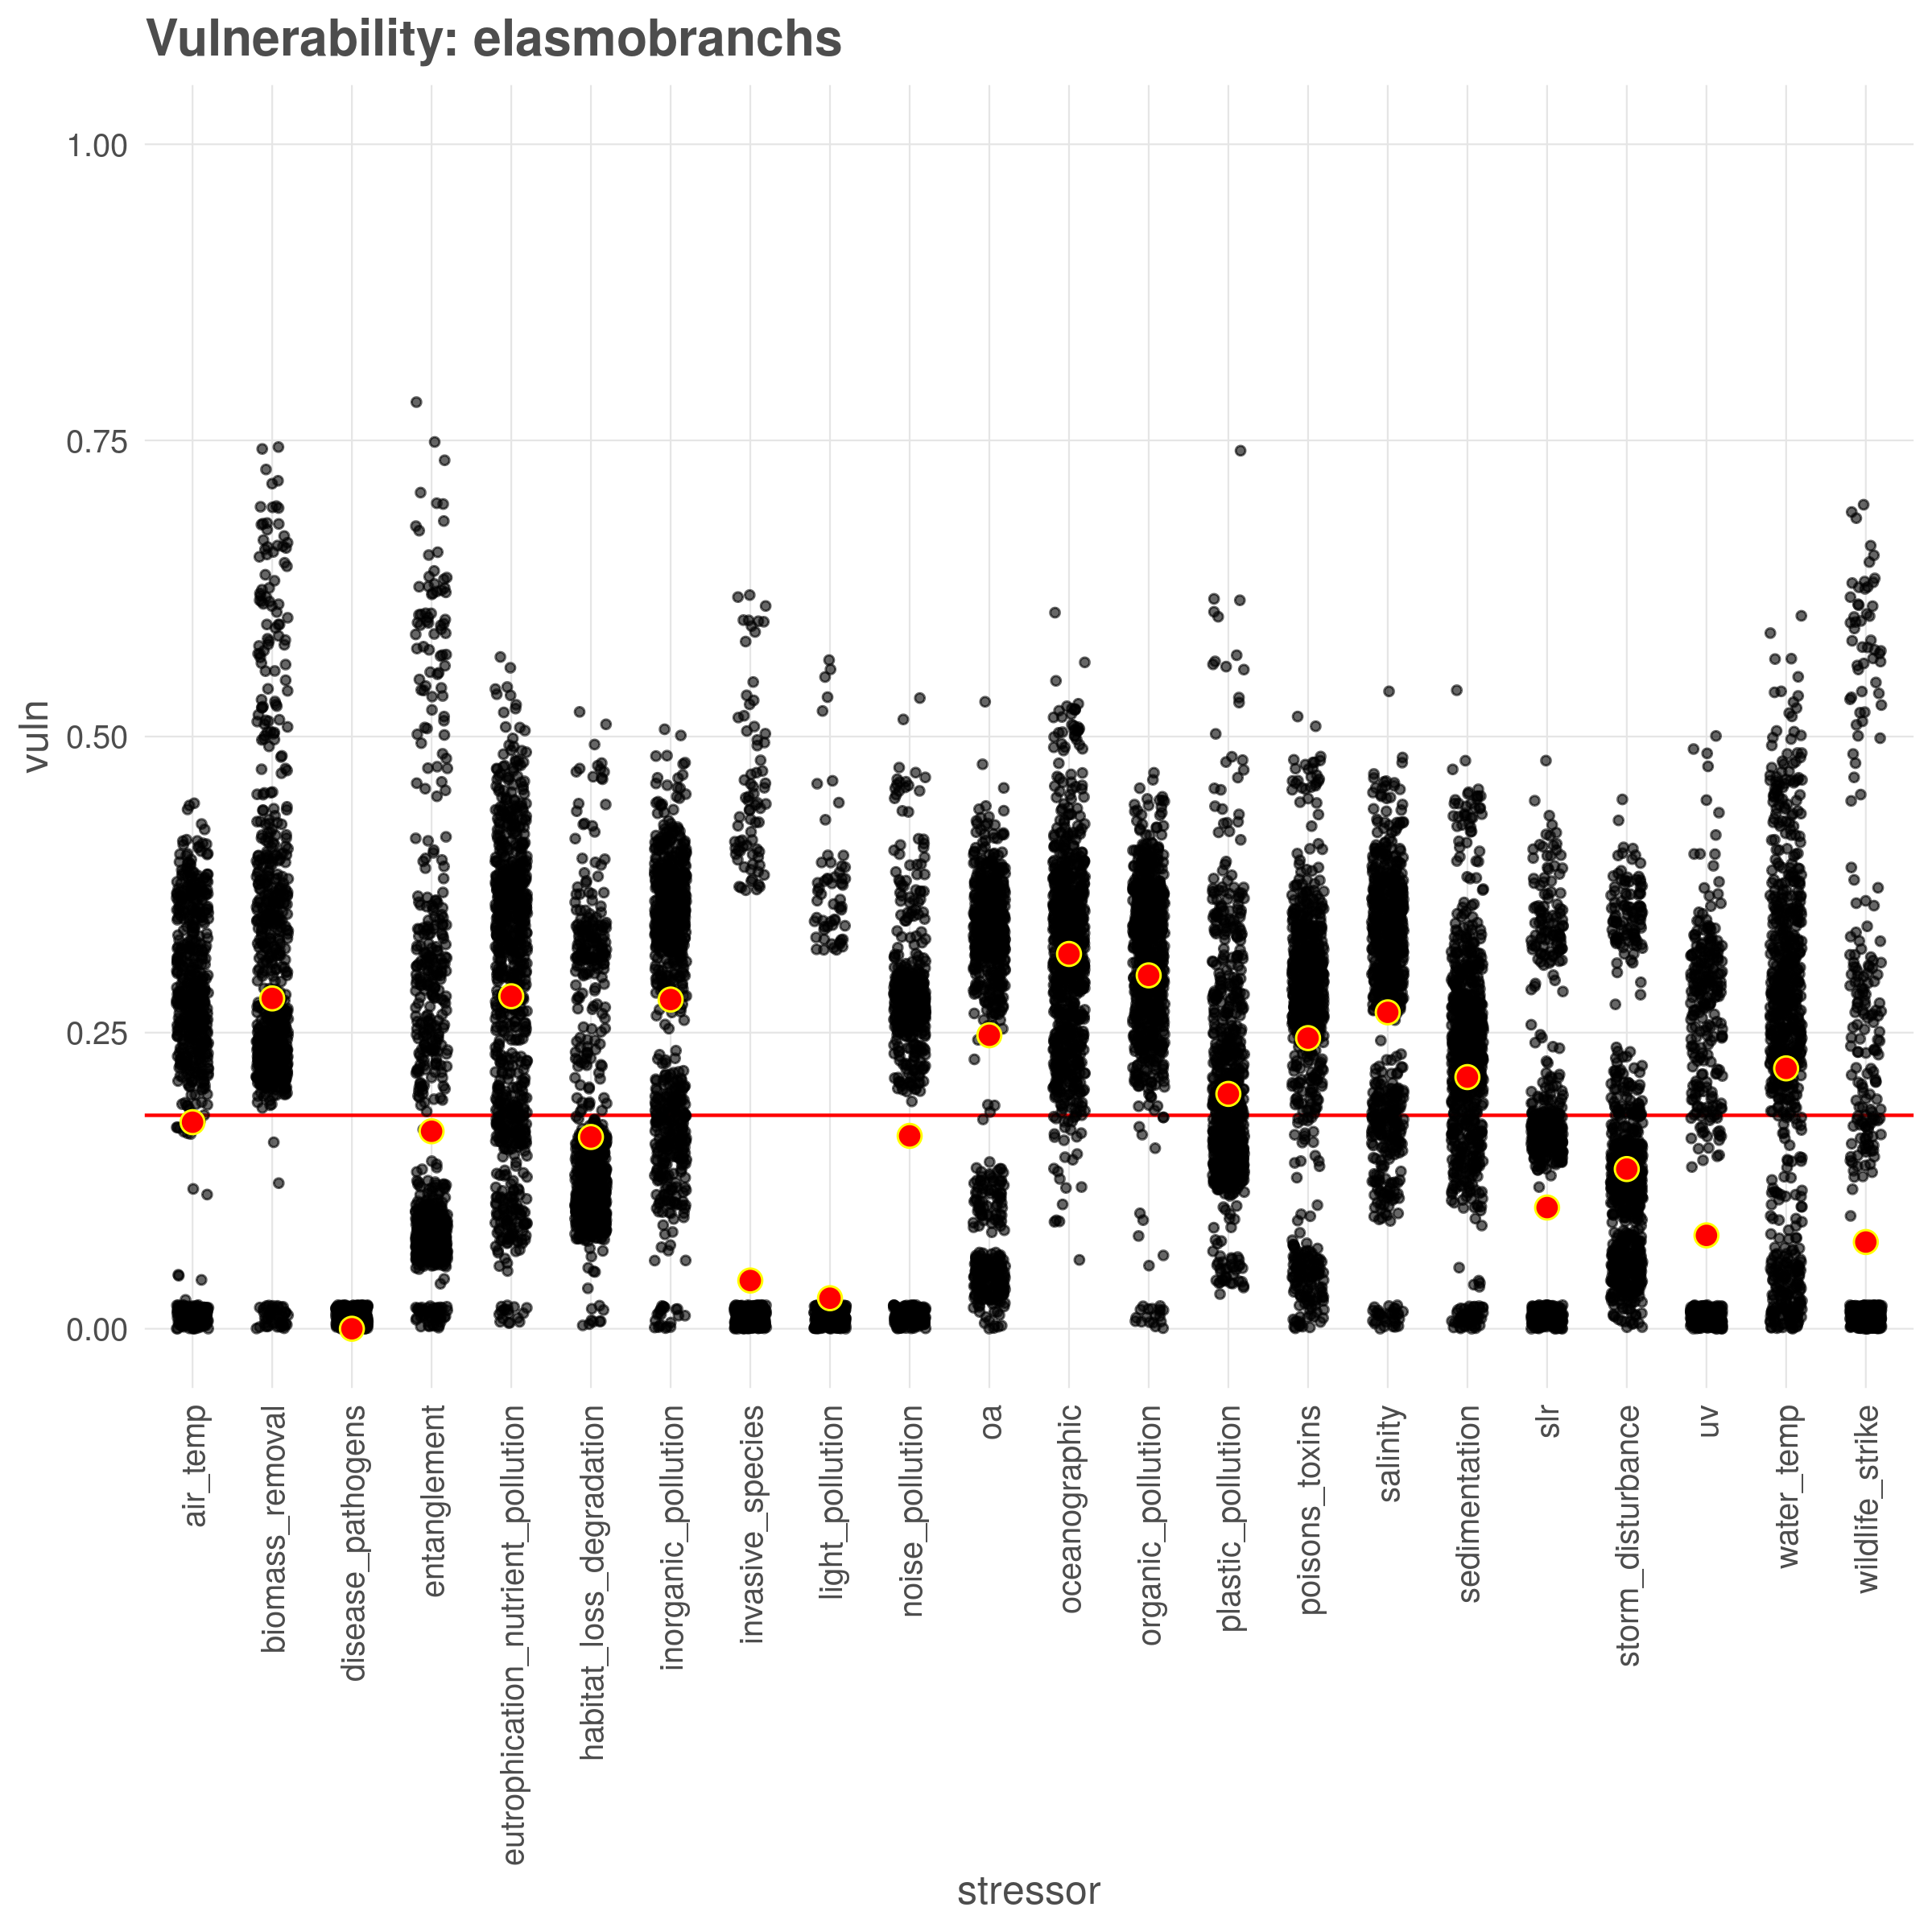 Vulnerability: elasmobranchs
1.00
0.75
0.50
0.25
0.00
vuln
air_temp
biomass_removal
disease_pathogens
entanglement
eutrophication_nutrient_pollution
habitat_loss_degradation
inorganic_pollution
invasive_species
light_pollution
noise_pollution
oa
oceanographic
organic_pollution
plastic_pollution
poisons_toxins
salinity
sedimentation
slr
storm_disturbance
uv
water_temp
wildlife_strike
stressor